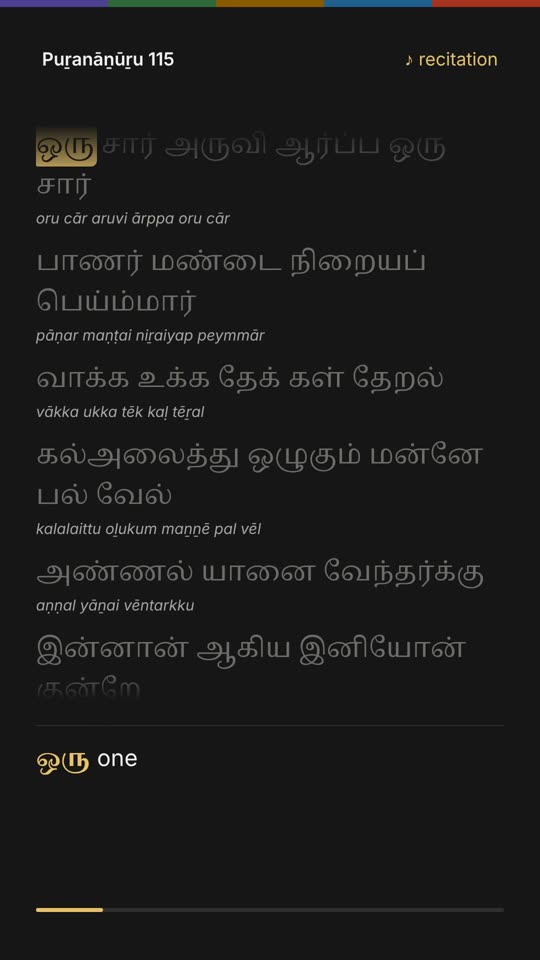 Puṟanāṉūṟu 115
♪ recitation
ஒரு சார் அருவி ஆர்ப்ப ஒரு
சார்
oru cār aruvi ārppa oru cār
பாணர் மண்டை நிறையப்
பெய்ம்மார்
pāṇar maṇṭai niṟaiyap peymmār
வாக்க உக்க தேக் கள் தேறல்
vākka ukka tēk kaḷ tēṟal
கல்அலைத்து ஒழுகும் மன்னே
பல் வேல்
kalalaittu oḻukum maṉṉē pal vēl
அண்ணல் யானை வேந்தர்க்கு
aṇṇal yāṉai vēntarkku
இன்னான் ஆகிய இனியோன்
குன்றே
ஒரு one